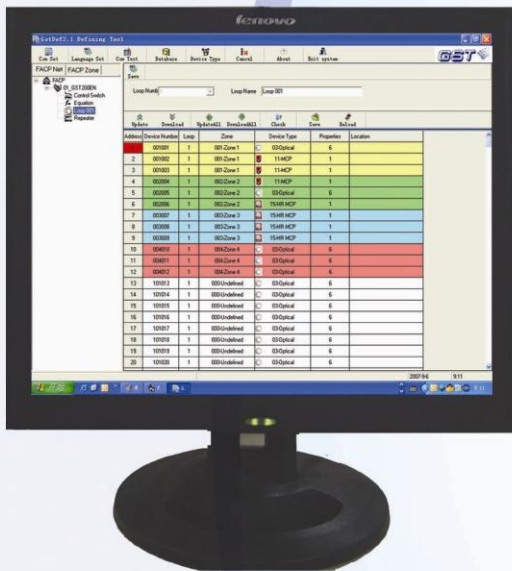 lenovo
GstDef2.1 Defining Tool
Com Set Language Set Com Test Database Device Type Cancel About Exit system
GST
FACP Net FACP Zone
Save
FACP
01_GST200EN
Control Switch
Equation
Loop 001
Repeater
Loop Numb Loop Name Loop 001
Update Download UpdateAll DownloadAll Check Save Reload
Address Device Number Loop Zone Device Type Properties Location
1 001001 1 001-Zone 1 03-Optical 6
2 001002 1 001-Zone 1 11-MCP 1
3 001003 1 001-Zone 1 11-MCP 1
4 002004 1 002-Zone 2 11-MCP 1
5 002005 1 002-Zone 2 03-Optical 6
6 002006 1 002-Zone 2 15-HR MCP 1
7 003007 1 003-Zone 3 15-HR MCP 1
8 003008 1 003-Zone 3 15-HR MCP 1
9 003009 1 003-Zone 3 15-HR MCP 1
10 004010 1 004-Zone 4 03-Optical 6
11 004011 1 004-Zone 4 03-Optical 6
12 004012 1 004-Zone 4 03-Optical 6
13 101013 1 000-Undefined 03-Optical 6
14 101014 1 000-Undefined 03-Optical 6
15 101015 1 000-Undefined 03-Optical 6
16 101016 1 000-Undefined 03-Optical 6
17 101017 1 000-Undefined 03-Optical 6
18 101018 1 000-Undefined 03-Optical 6
19 101019 1 000-Undefined 03-Optical 6
20 101020 1 000-Undefined 03-Optical 6
2007-9-6 9:11
9:11